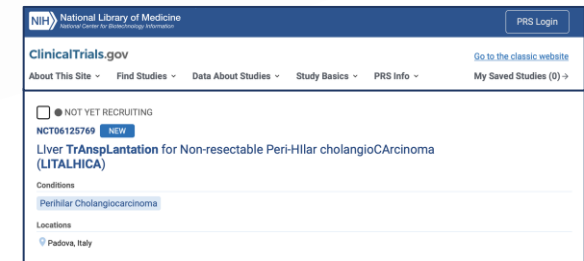 NIH National Library of Medicine
National Center for Biotechnology Information
PRS Login
ClinicalTrials.gov
Go to the classic website
About This Site Find Studies Data About Studies Study Basics PRS Info My Saved Studies (0) →
NOT YET RECRUITING
NCT06125769 NEW
LIver TrAnspLantation for Non-resectable Peri-HIlar cholangioCArcinoma
(LITALHICA)
Conditions
Perihilar Cholangiocarcinoma
Locations
Padova, Italy